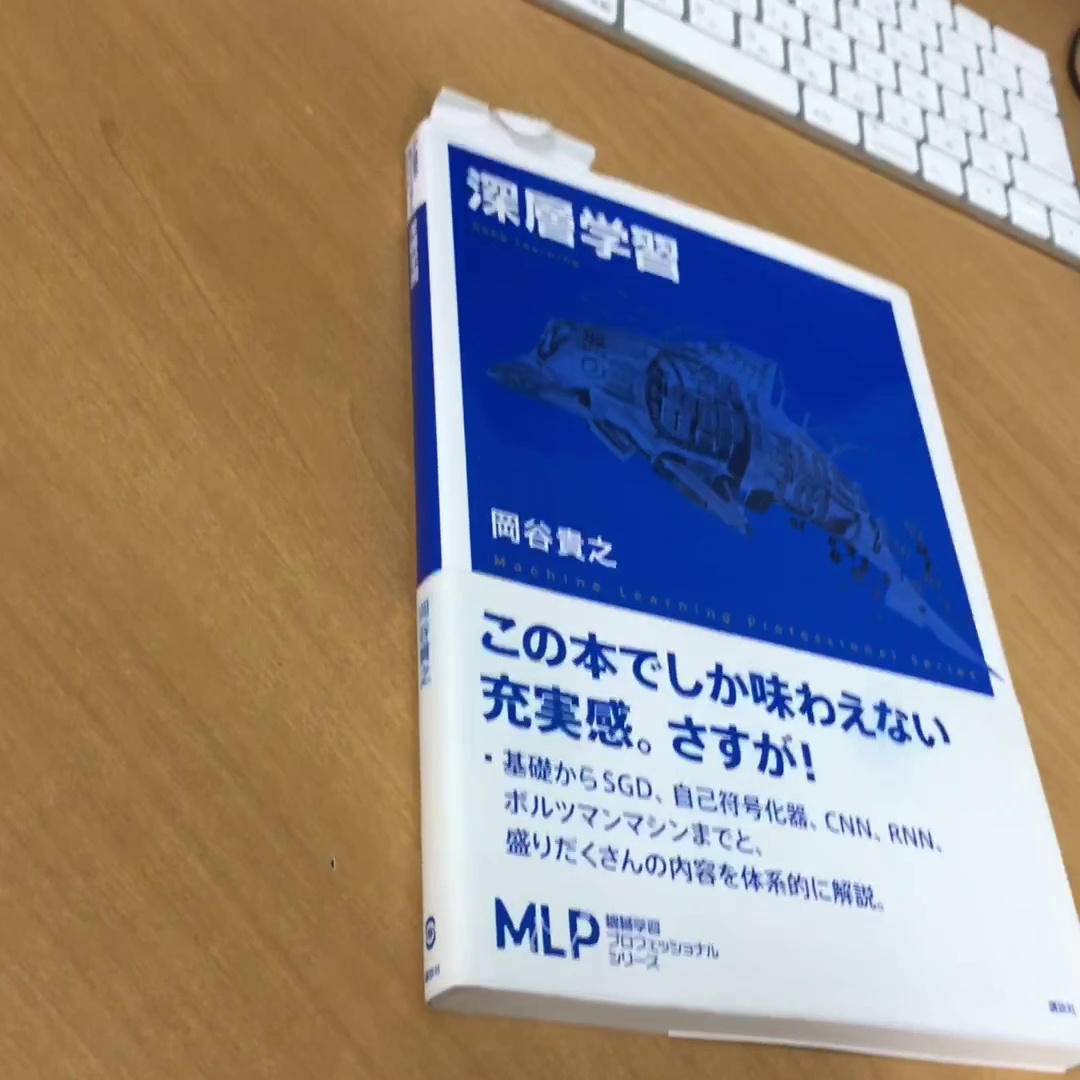 深層学習
Deep Learning
岡谷貴之
Machine Learning Professional Series
この本でしか味わえない
充実感。さすが!
・基礎からSGD、自己符号化器、CNN、RNN、
ボルツマンマシンまでと、
盛りだくさんの内容を体系的に解説。
MLP
機械学習
プロフェッショナル
シリーズ
講談社
岡谷貴之